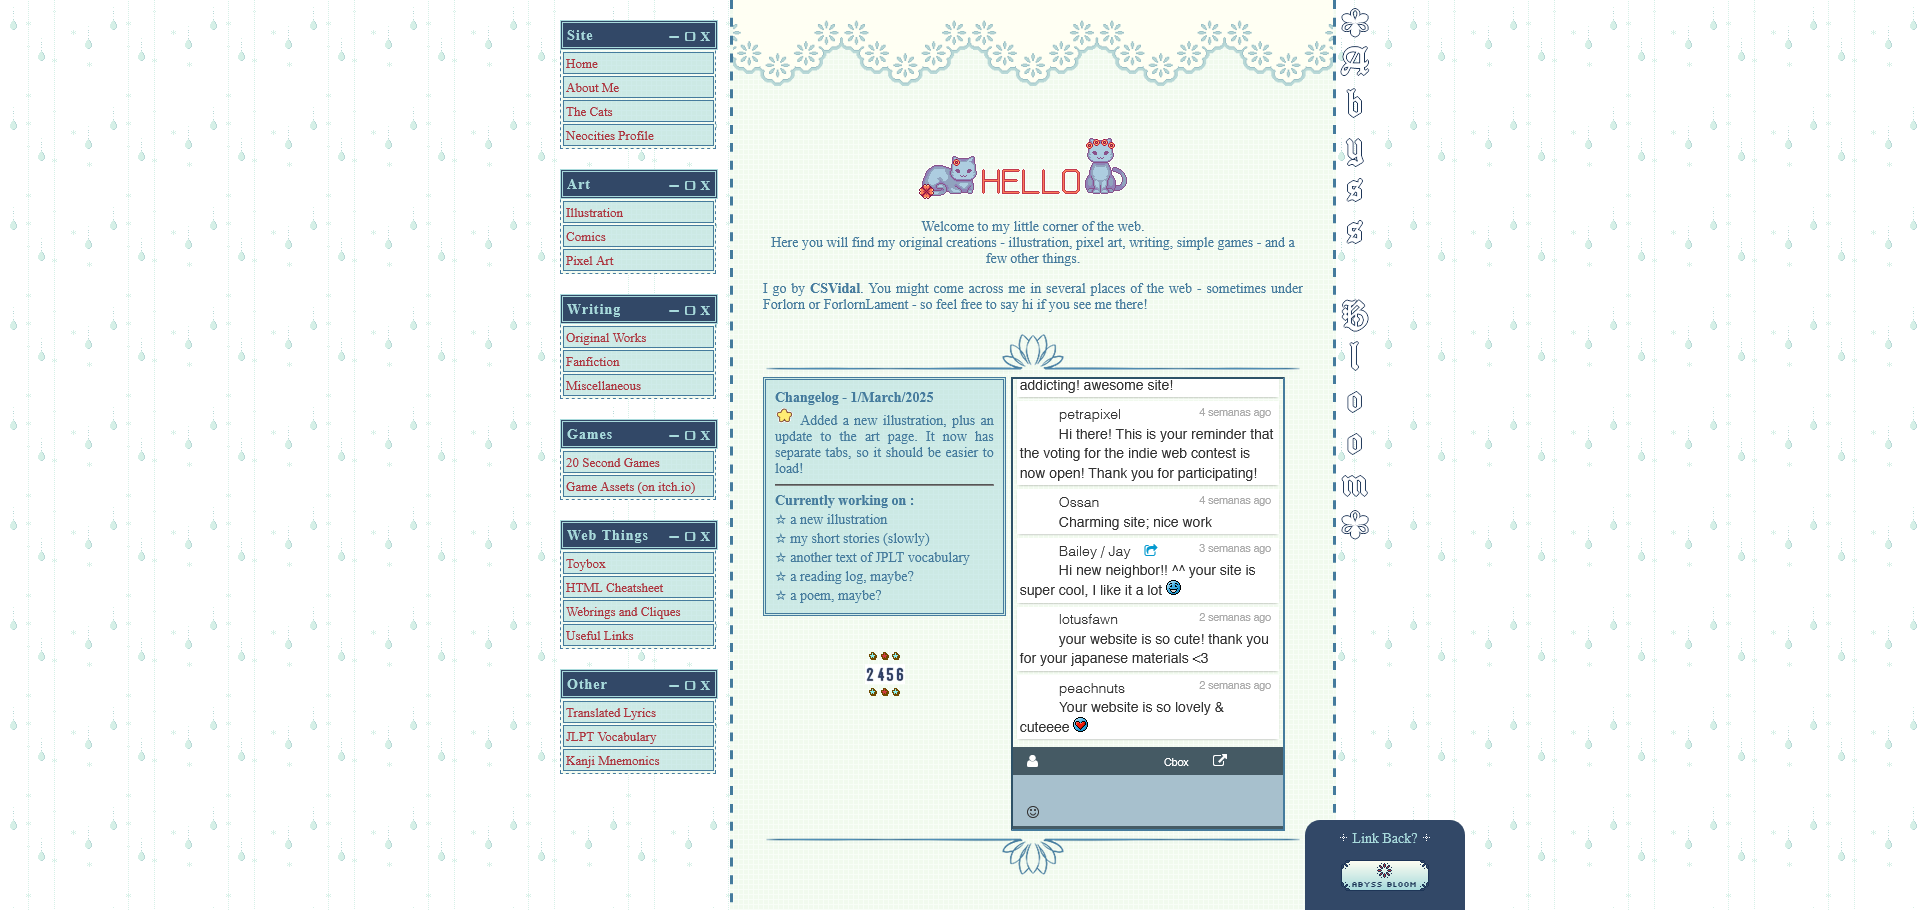 Site
Home
About Me
The Cats
Neocities Profile
Art
Illustration
Comics
Pixel Art
Writing
Original Works
Fanfiction
Miscellaneous
Games
20 Second Games
Game Assets (on itch.io)
Web Things
Toybox
HTML Cheatsheet
Webrings and Cliques
Useful Links
Other
Translated Lyrics
JLPT Vocabulary
Kanji Mnemonics
HELLO
Welcome to my little corner of the web.
Here you will find my original creations - illustration, pixel art, writing, simple games - and a
few other things.
I go by CSVidal. You might come across me in several places of the web - sometimes under
Forlorn or ForlornLament - so feel free to say hi if you see me there!
Changelog - 1/March/2025
Added a new illustration, plus an
update to the art page. It now has
separate tabs, so it should be easier to
load!
Currently working on :
☆ a new illustration
☆ my short stories (slowly)
☆ another text of JPLT vocabulary
☆ a reading log, maybe?
☆ a poem, maybe?
2456
addicting! awesome site!
petrapixel 4 semanas ago
Hi there! This is your reminder that
the voting for the indie web contest is
now open! Thank you for participating!
Ossan 4 semanas ago
Charming site; nice work
Bailey / Jay 3 semanas ago
Hi new neighbor!! ^^ your site is
super cool, I like it a lot
lotusfawn 2 semanas ago
your website is so cute! thank you
for your japanese materials <3
peachnuts 2 semanas ago
Your website is so lovely &
cuteeee
Cbox
Abyss Bloom
Link Back?
ABYSS BLOOM